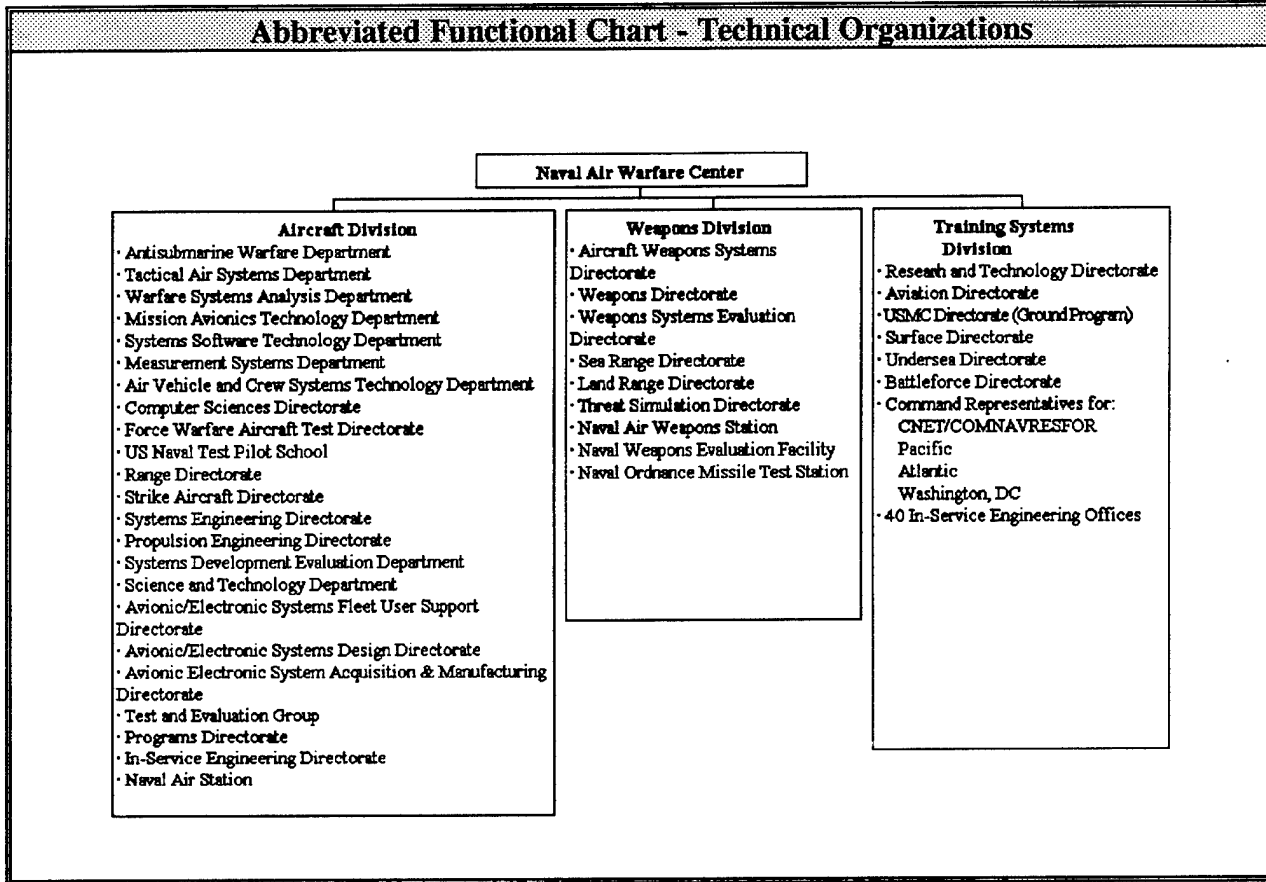 Abbreviated Functional Chart - Technical Organizations
Naval Air Warfare Center
Aircraft Division
· Antisubmarine Warfare Department
· Tactical Air Systems Department
· Warfare Systems Analysis Department
· Mission Avionics Technology Department
· Systems Software Technology Department
· Measurement Systems Department
· Air Vehicle and Crew Systems Technology Department
· Computer Sciences Directorate
· Force Warfare Aircraft Test Directorate
· US Naval Test Pilot School
· Range Directorate
· Strike Aircraft Directorate
· Systems Engineering Directorate
· Propulsion Engineering Directorate
· Systems Development Evaluation Department
· Science and Technology Department
· Avionic/Electronic Systems Fleet User Support
Directorate
· Avionic/Electronic Systems Design Directorate
· Avionic Electronic System Acquisition & Manufacturing
Directorate
· Test and Evaluation Group
· Programs Directorate
· In-Service Engineering Directorate
· Naval Air Station
Weapons Division
· Aircraft Weapons Systems
Directorate
· Weapons Directorate
· Weapons Systems Evaluation
Directorate
· Sea Range Directorate
· Land Range Directorate
· Threat Simulation Directorate
· Naval Air Weapons Station
· Naval Weapons Evaluation Facility
· Naval Ordnance Missile Test Station
Training Systems
Division
· Researh and Technology Directorate
· Aviation Directorate
· USMC Directorate (Ground Program)
· Surface Directorate
· Undersea Directorate
· Battleforce Directorate
· Command Representatives for:
CNET/COMNAVRESFOR
Pacific
Atlantic
Washington, DC
· 40 In-Service Engineering Offices